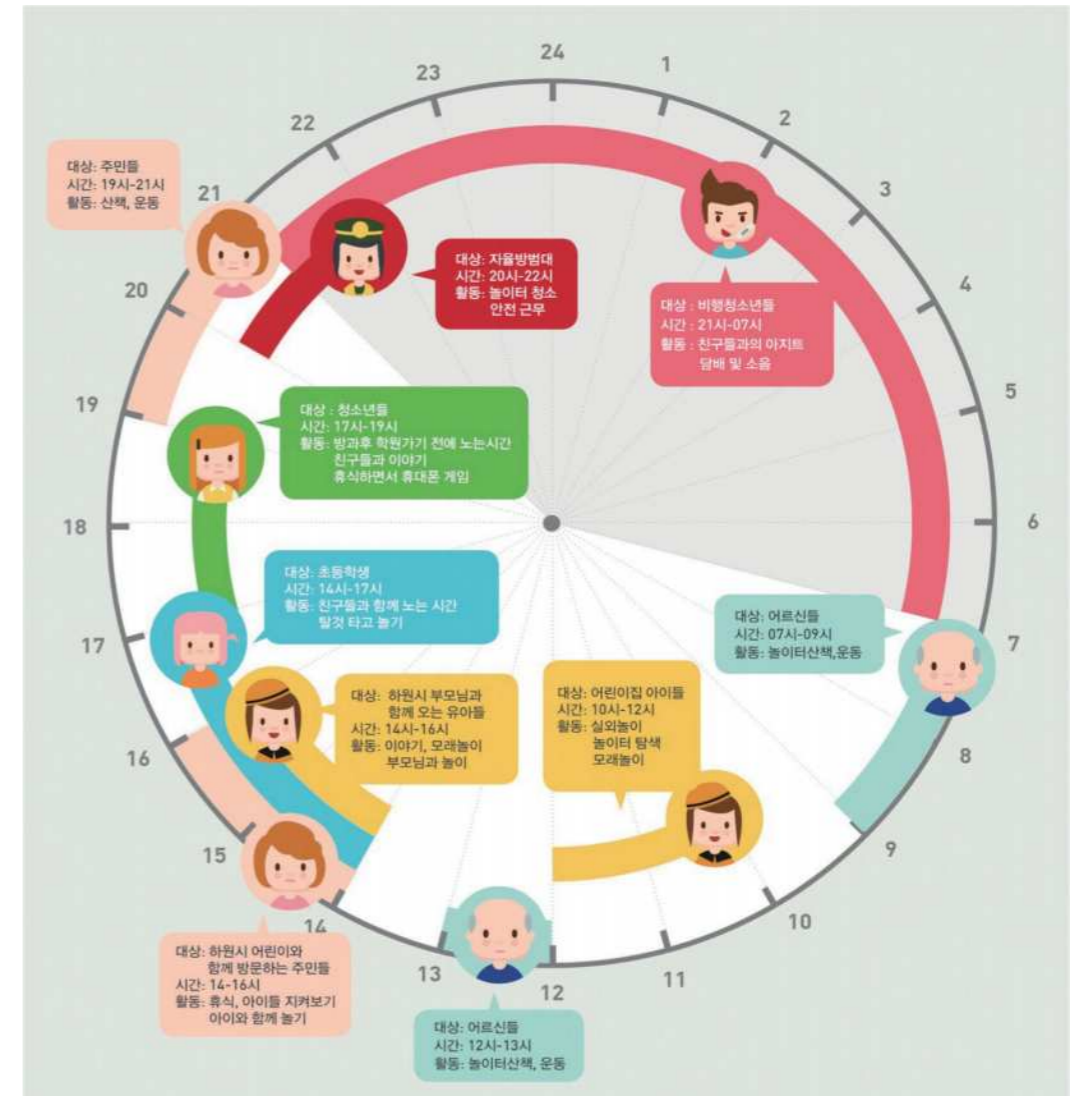 24
1
2
3
4
5
6
7
8
9
10
11
12
13
14
15
16
17
18
19
20
21
22
23
대상: 주민들
시간: 19시-21시
활동: 산책, 운동
대상: 자율방범대
시간: 20시-22시
활동: 놀이터 청소
안전 근무
대상 : 비행청소년들
시간 : 21시-07시
활동 : 친구들과의 아지트
담배 및 소음
대상 : 청소년들
시간: 17시-19시
활동: 방과후 학원가기 전에 노는시간
친구들과 이야기
휴식하면서 휴대폰 게임
대상: 초등학생
시간: 14시-17시
활동: 친구들과 함께 노는 시간
탈것 타고 놀기
대상: 어르신들
시간: 07시-09시
활동: 놀이터산책,운동
대상: 하원시 부모님과
함께 오는 유아들
시간: 14시-16시
활동: 이야기, 모래놀이
부모님과 놀이
대상: 어린이집 아이들
시간: 10시-12시
활동: 실외놀이
놀이터 탐색
모래놀이
대상: 하원시 어린이와
함께 방문하는 주민들
시간: 14-16시
활동: 휴식, 아이들 지켜보기
아이와 함께 놀기
대상: 어르신들
시간: 12시-13시
활동: 놀이터산책, 운동